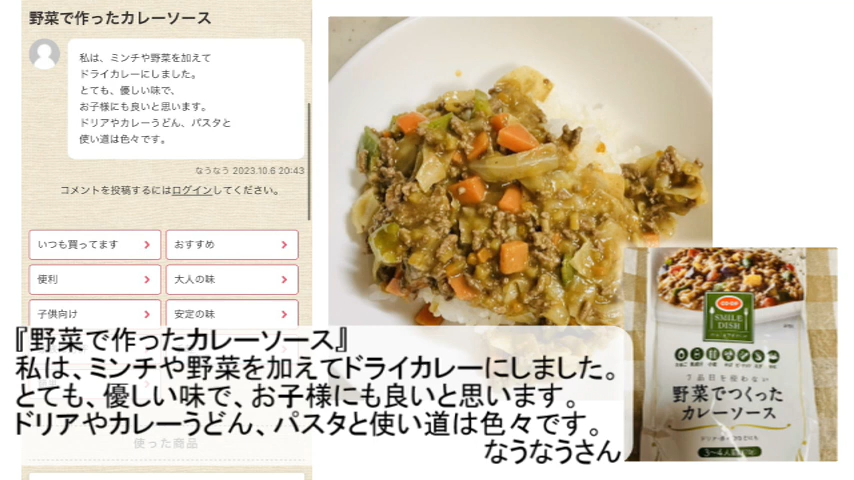 野菜で作ったカレーソース
私は、ミンチや野菜を加えて
ドライカレーにしました。
とても、優しい味で、
お子様にも良いと思います。
ドリアやカレーうどん、パスタと
使い道は色々です。
なうなう 2023.10.6 20:43
コメントを投稿するにはログインしてください。
いつも買ってます
おすすめ
便利
大人の味
子供向け
安定の味
『野菜で作ったカレーソース』
私は、ミンチや野菜を加えてドライカレーにしました。
とても、優しい味で、お子様にも良いと思います。
ドリアやカレーうどん、パスタと使い道は色々です。
なうなうさん
使った商品
CO・OP
SMILE
DISH
7品目を使わない
野菜でつくった
カレーソース
3〜4人前